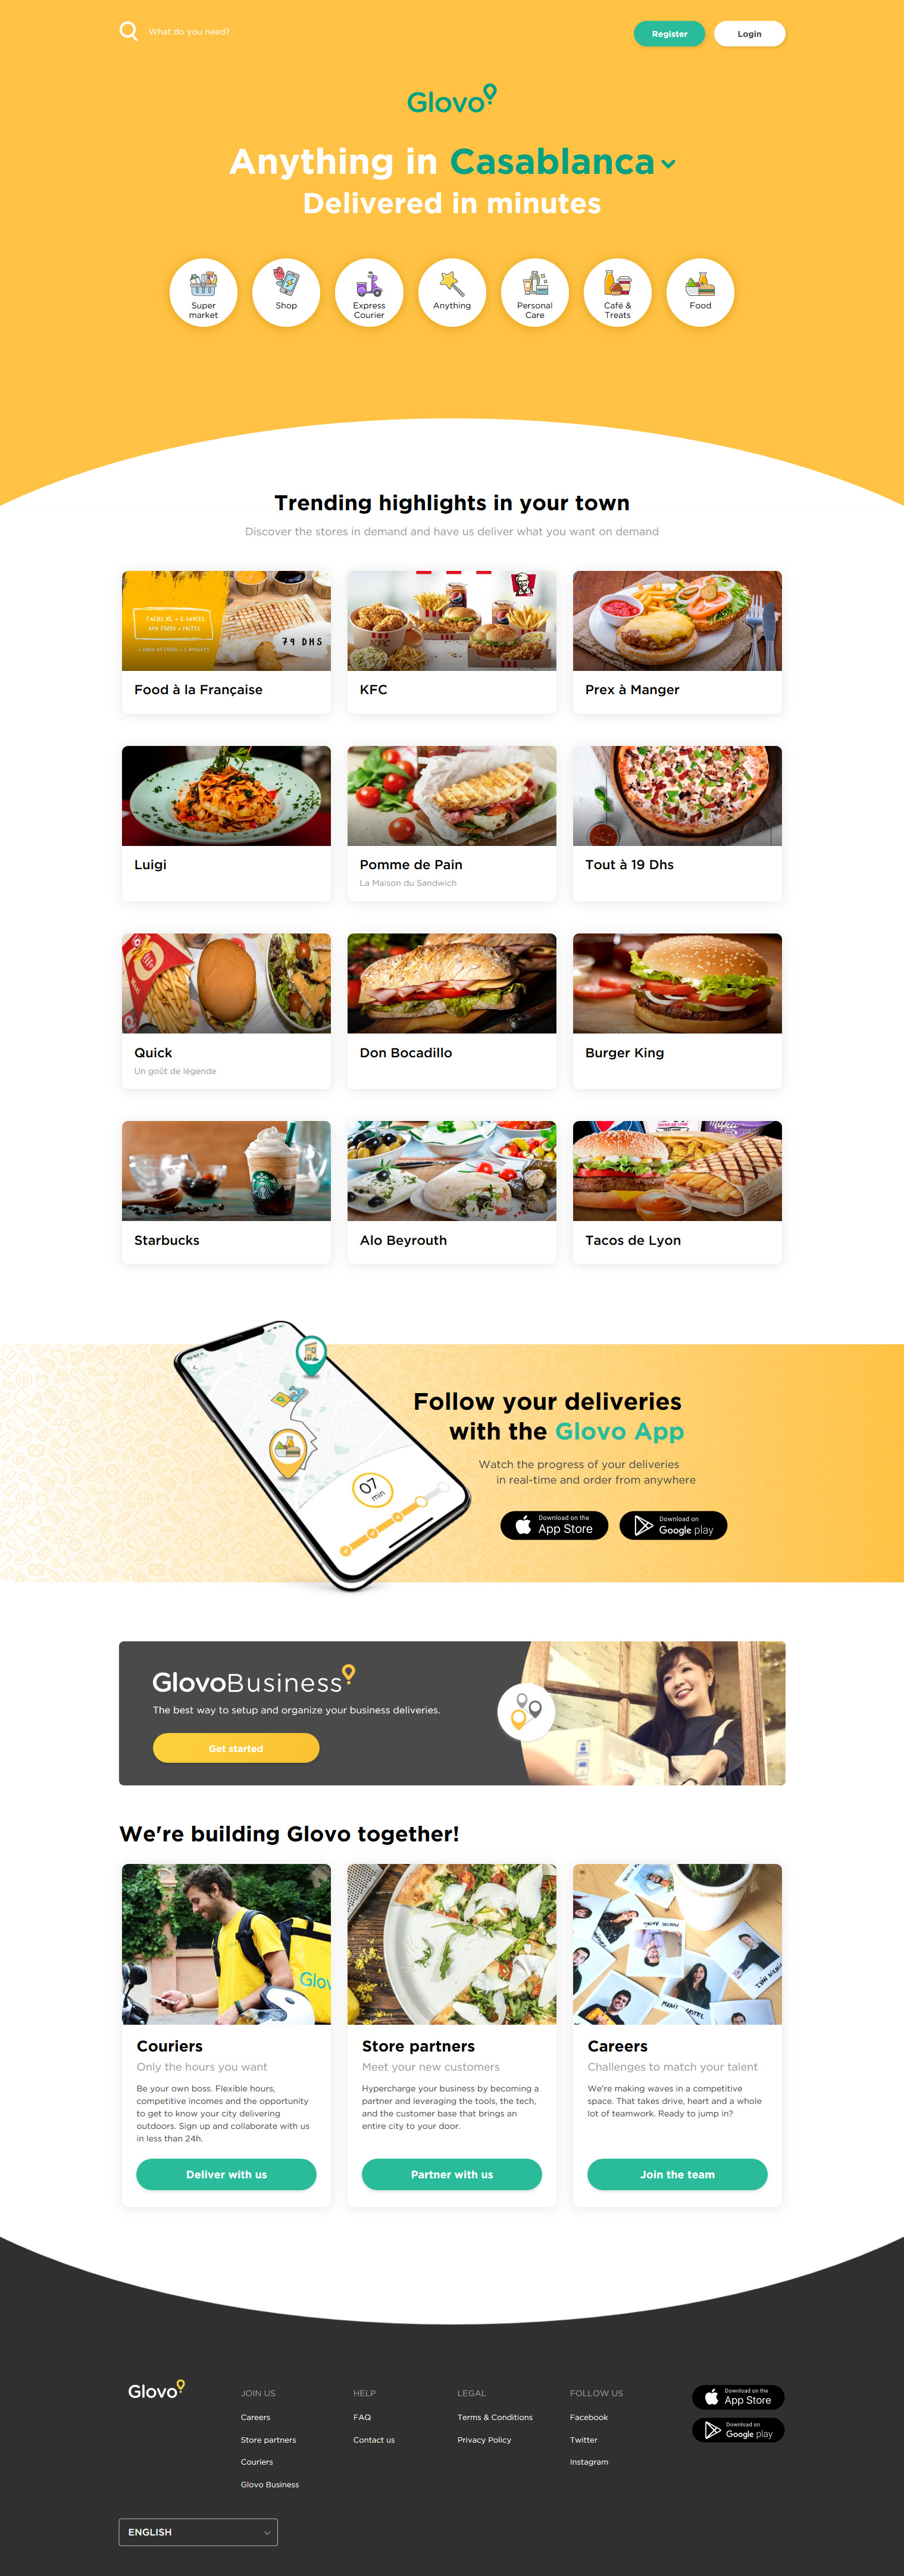 What do you need?
Register
Login
Glovo
Anything in Casablanca
Delivered in minutes
Super
market
Shop
Express
Courier
Anything
Personal
Care
Café &
Treats
Food
Trending highlights in your town
Discover the stores in demand and have us deliver what you want on demand
TACOS XL + 2 SAUCES
79 DHS
KFC
Food à la Française
KFC
Prex à Manger
Luigi
Pomme de Pain
La Maison du Sandwich
Tout à 19 Dhs
Quick
Un goût de légende
Don Bocadillo
Burger King
TACOS DE LYON
Milka
Starbucks
Alo Beyrouth
Tacos de Lyon
07
min
Follow your deliveries
with the Glovo App
Watch the progress of your deliveries
in real-time and order from anywhere
Download on the
App Store
Download on
Google play
GlovoBusiness
The best way to setup and organize your business deliveries.
Get started
We're building Glovo together!
Glov
Couriers
Only the hours you want
Be your own boss. Flexible hours,
competitive incomes and the opportunity
to get to know your city delivering
outdoors. Sign up and collaborate with us
in less than 24h.
Deliver with us
Store partners
Meet your new customers
Hypercharge your business by becoming a
partner and leveraging the tools, the tech,
and the customer base that brings an
entire city to your door.
Partner with us
Careers
Challenges to match your talent
We're making waves in a competitive
space. That takes drive, heart and a whole
lot of teamwork. Ready to jump in?
Join the team
Glovo
JOIN US
Careers
Store partners
Couriers
Glovo Business
HELP
FAQ
Contact us
LEGAL
Terms & Conditions
Privacy Policy
FOLLOW US
Facebook
Twitter
Instagram
Download on the
App Store
Download on
Google play
ENGLISH